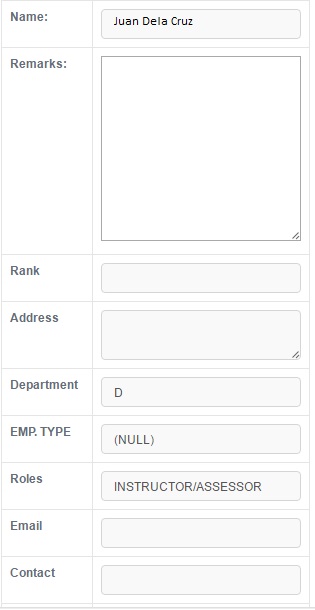 Name: Juan Dela Cruz
Remarks:
Rank
Address
Department D
EMP. TYPE (NULL)
Roles INSTRUCTOR/ASSESSOR
Email
Contact